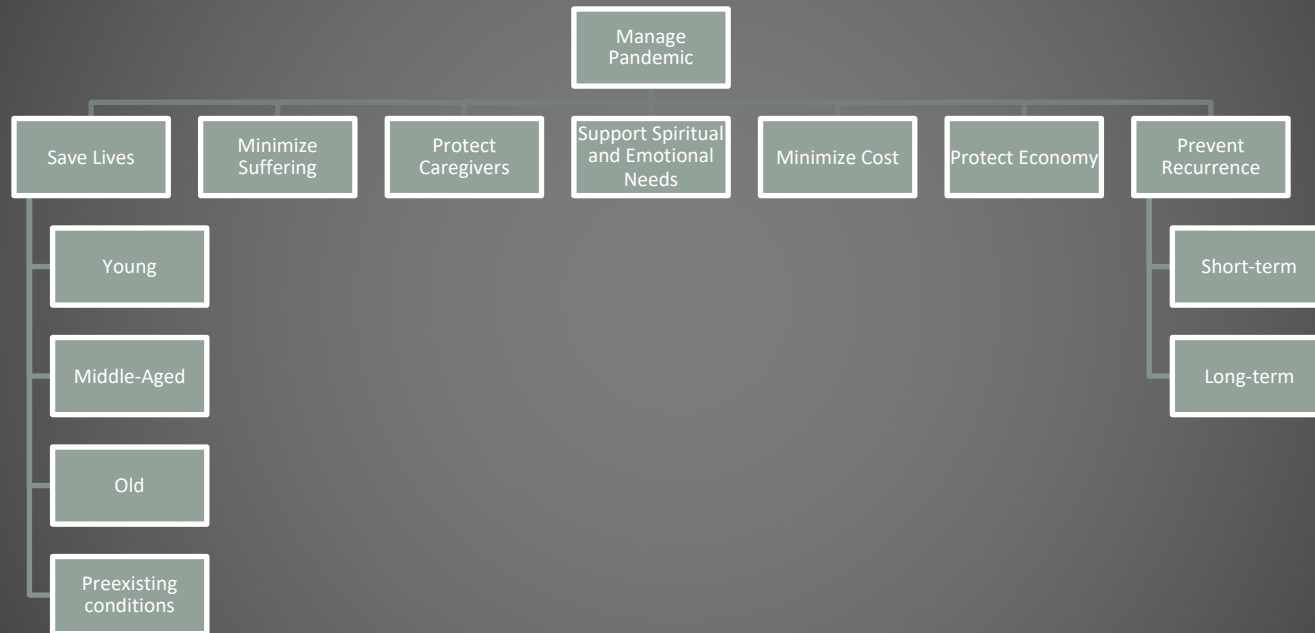 Manage
Pandemic
Save Lives
Minimize
Suffering
Protect
Caregivers
Support Spiritual
and Emotional
Needs
Minimize Cost
Protect Economy
Prevent
Recurrence
Young
Middle-Aged
Old
Preexisting
conditions
Short-term
Long-term